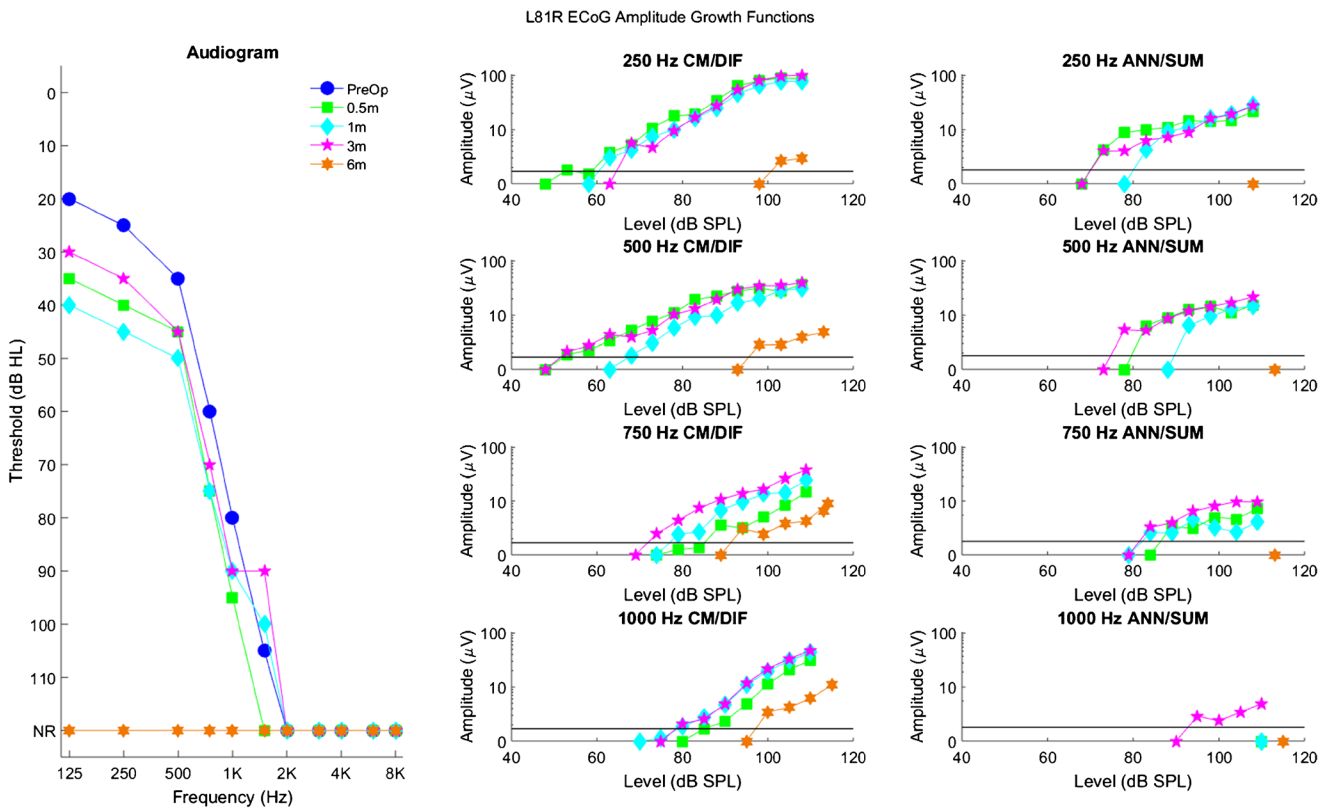 L81R ECoG Amplitude Growth Functions
Audiogram
PreOp
0.5m
1m
3m
6m
0
10
20
30
40
50
60
70
80
90
100
110
NR
Threshold (dB HL)
125 250 500 1K 2K 4K 8K
Frequency (Hz)
250 Hz CM/DIF
Amplitude (μV)
100
10
0
40 60 80 100 120
Level (dB SPL)
250 Hz ANN/SUM
Amplitude (μV)
100
10
0
40 60 80 100 120
Level (dB SPL)
500 Hz CM/DIF
Amplitude (μV)
100
10
0
40 60 80 100 120
Level (dB SPL)
500 Hz ANN/SUM
Amplitude (μV)
100
10
0
40 60 80 100 120
Level (dB SPL)
750 Hz CM/DIF
Amplitude (μV)
100
10
0
40 60 80 100 120
Level (dB SPL)
750 Hz ANN/SUM
Amplitude (μV)
100
10
0
40 60 80 100 120
Level (dB SPL)
1000 Hz CM/DIF
Amplitude (μV)
100
10
0
40 60 80 100 120
Level (dB SPL)
1000 Hz ANN/SUM
Amplitude (μV)
100
10
0
40 60 80 100 120
Level (dB SPL)